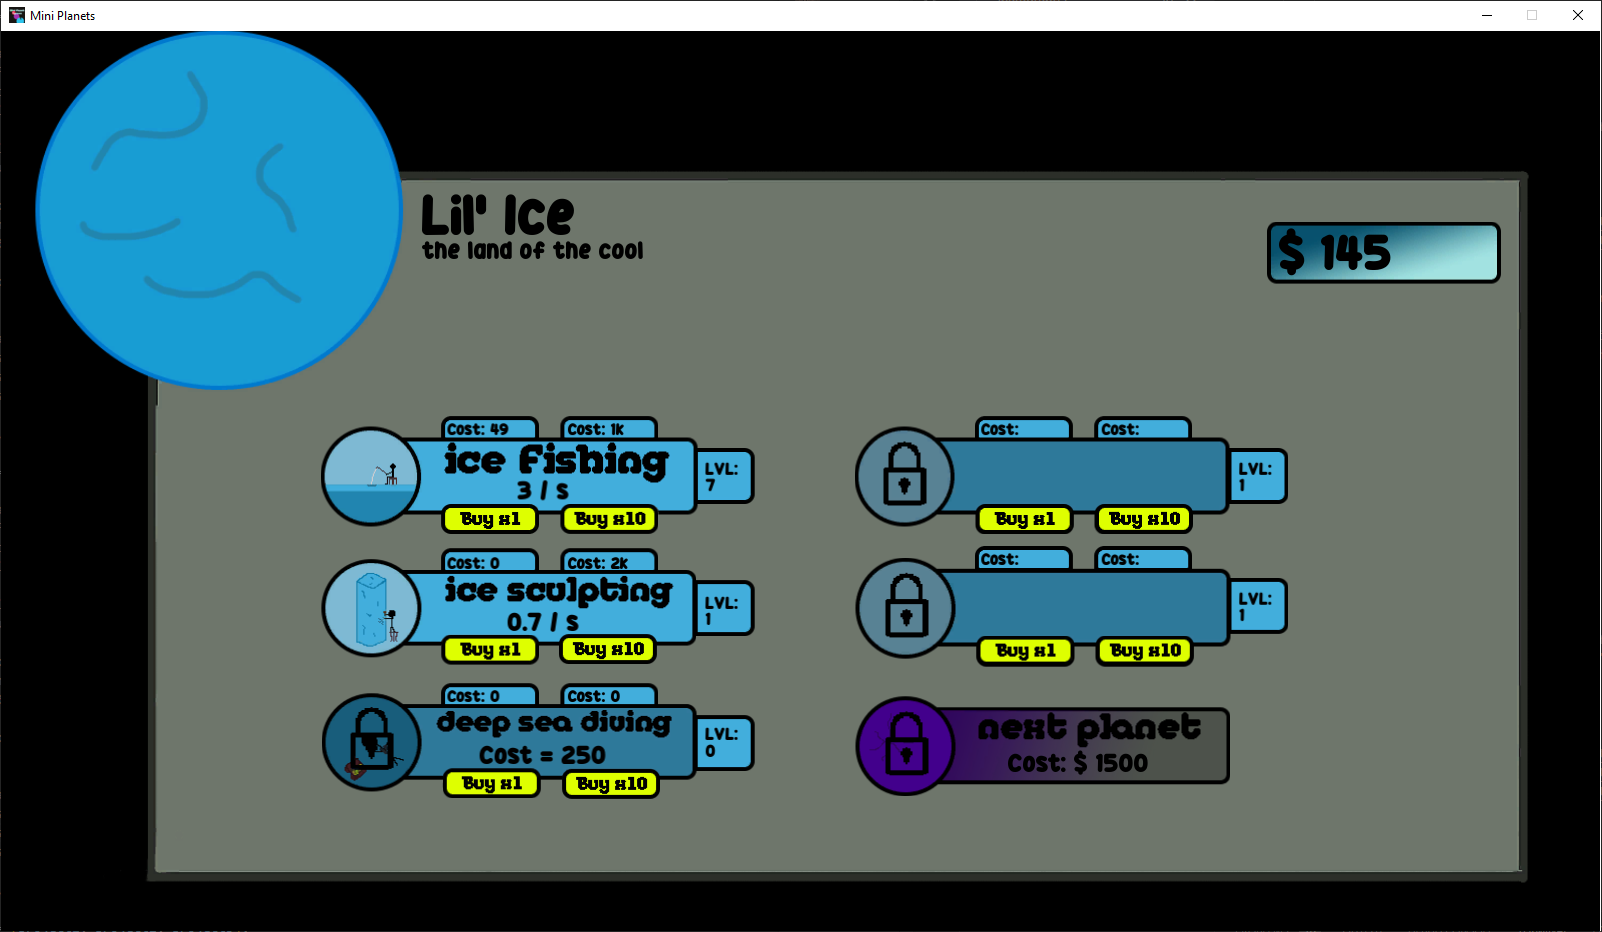 Mini Planets
Lil' Ice
the land of the cool
$ 145
Cost: 49
Cost: 1K
ice fishing
3 / s
LVL:
7
Buy x1
Buy x10
Cost: 0
Cost: 2K
ice sculpting
0.7 / s
LVL:
1
Buy x1
Buy x10
Cost: 0
Cost: 0
deep sea diving
Cost = 250
LVL:
0
Buy x1
Buy x10
Cost:
Cost:
LVL:
1
Buy x1
Buy x10
Cost:
Cost:
LVL:
1
Buy x1
Buy x10
next planet
Cost: $ 1500